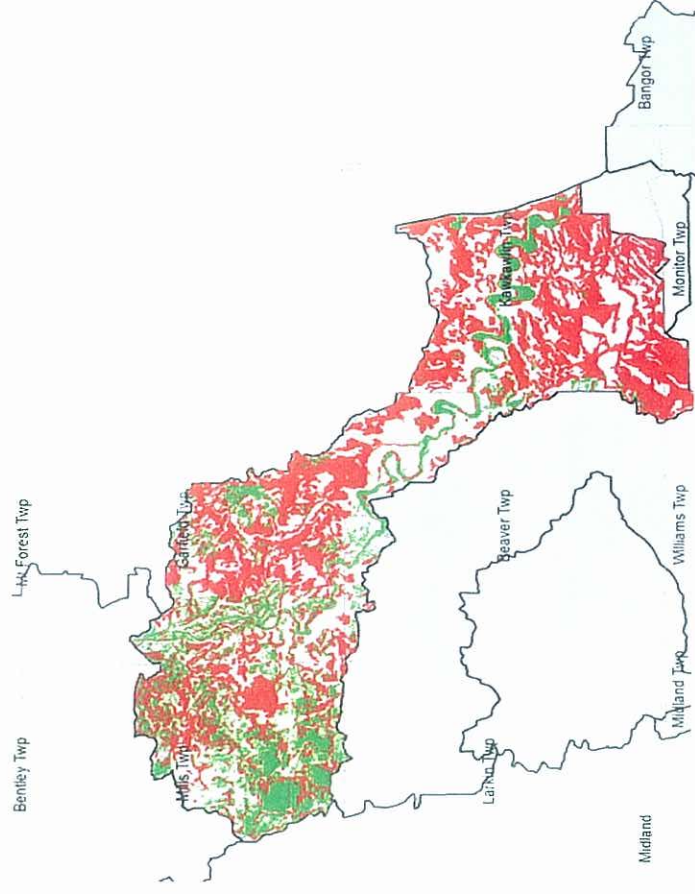 Bentley Twp
Mt Forest Twp
Mills Twp
Garfield Twp
Kawkawlin Twp
Bangor Twp
Larkin Twp
Beaver Twp
Monitor Twp
Midland
Midland Twp
Williams Twp